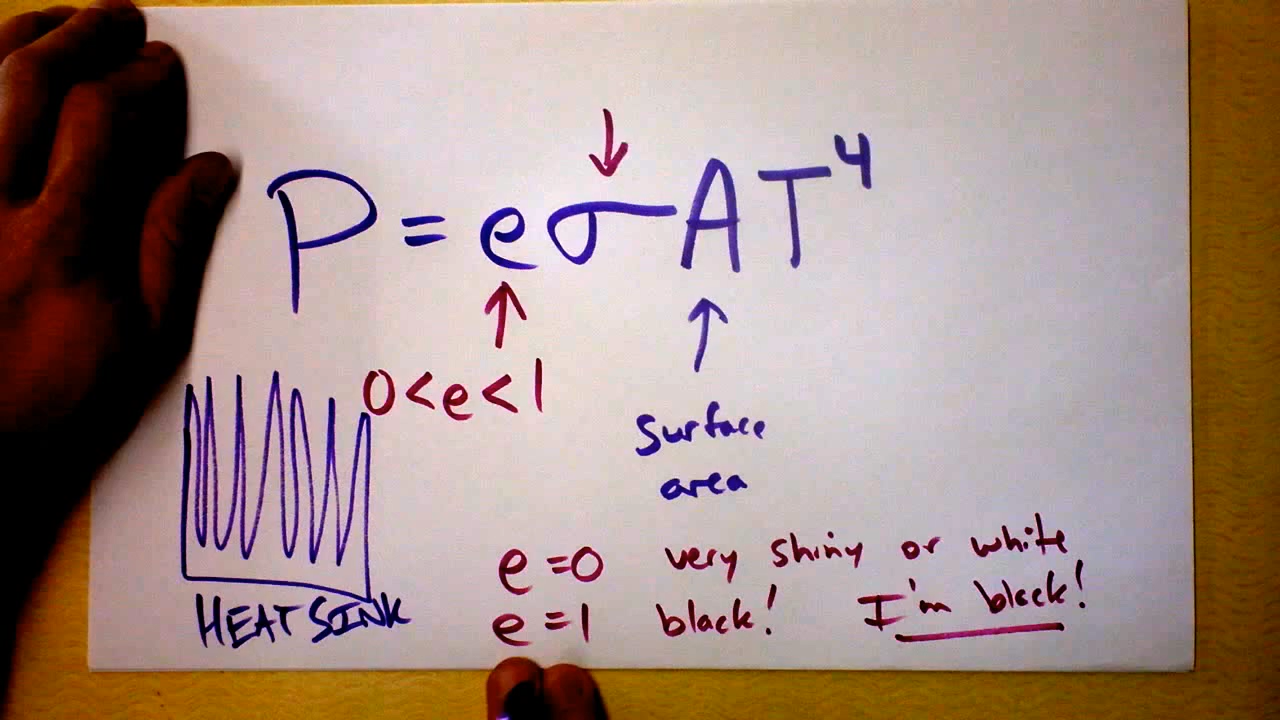 P = eσAT⁴
0<e<1
surface
area
HEAT SINK
e=0 very shiny or white
e=1 black! I'm black!